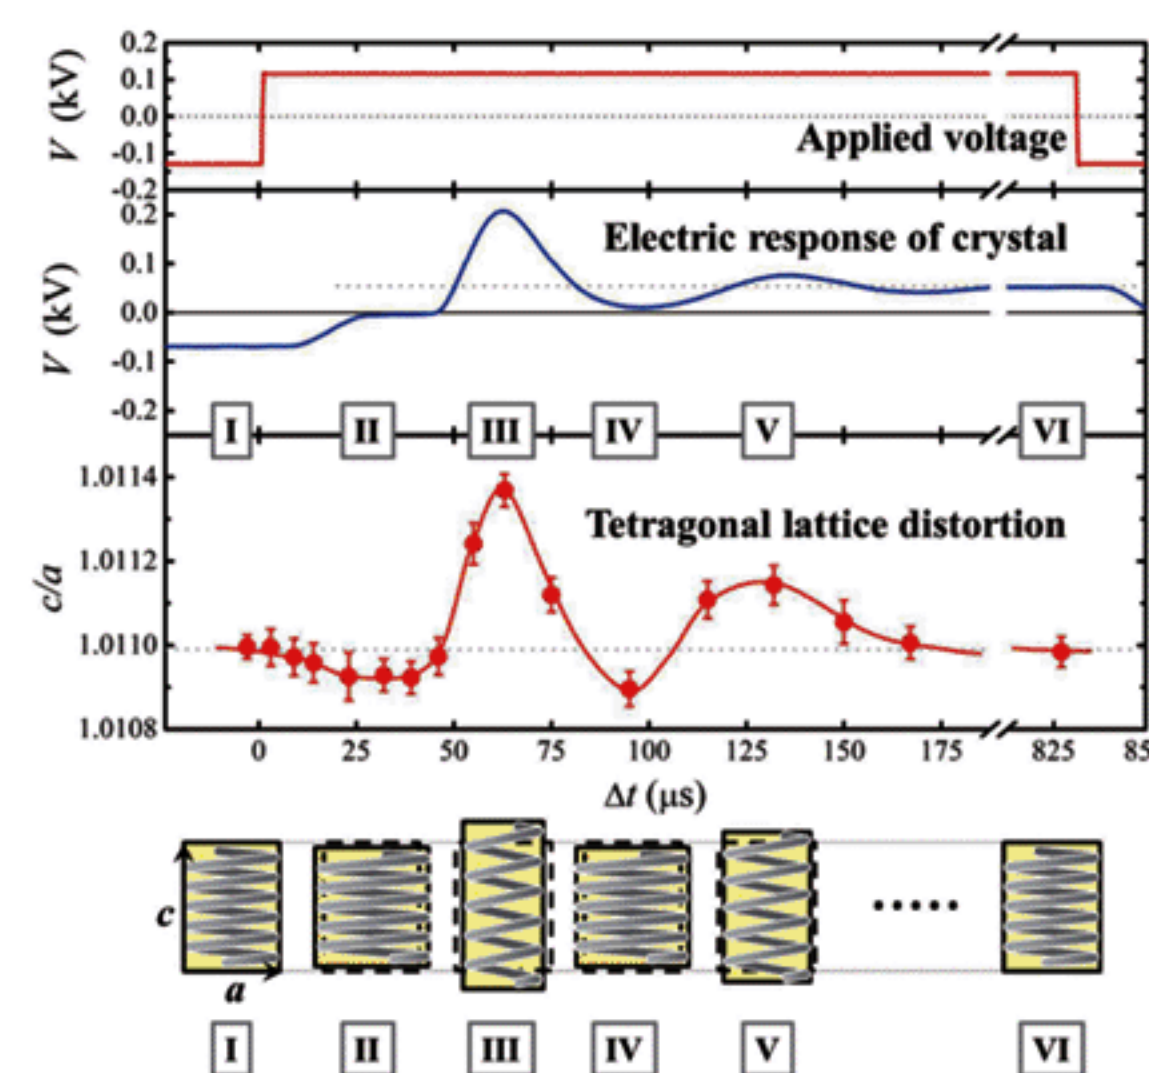 V (kV)
0.2
0.1
0.0
-0.1
-0.2
Applied voltage
V (kV)
0.2
0.1
0.0
-0.1
-0.2
Electric response of crystal
I II III IV V VI
c/a
1.0114
1.0112
1.0110
1.0108
Tetragonal lattice distortion
0 25 50 75 100 125 150 175 825 85
Δt (μs)
c
a
I II III IV V VI